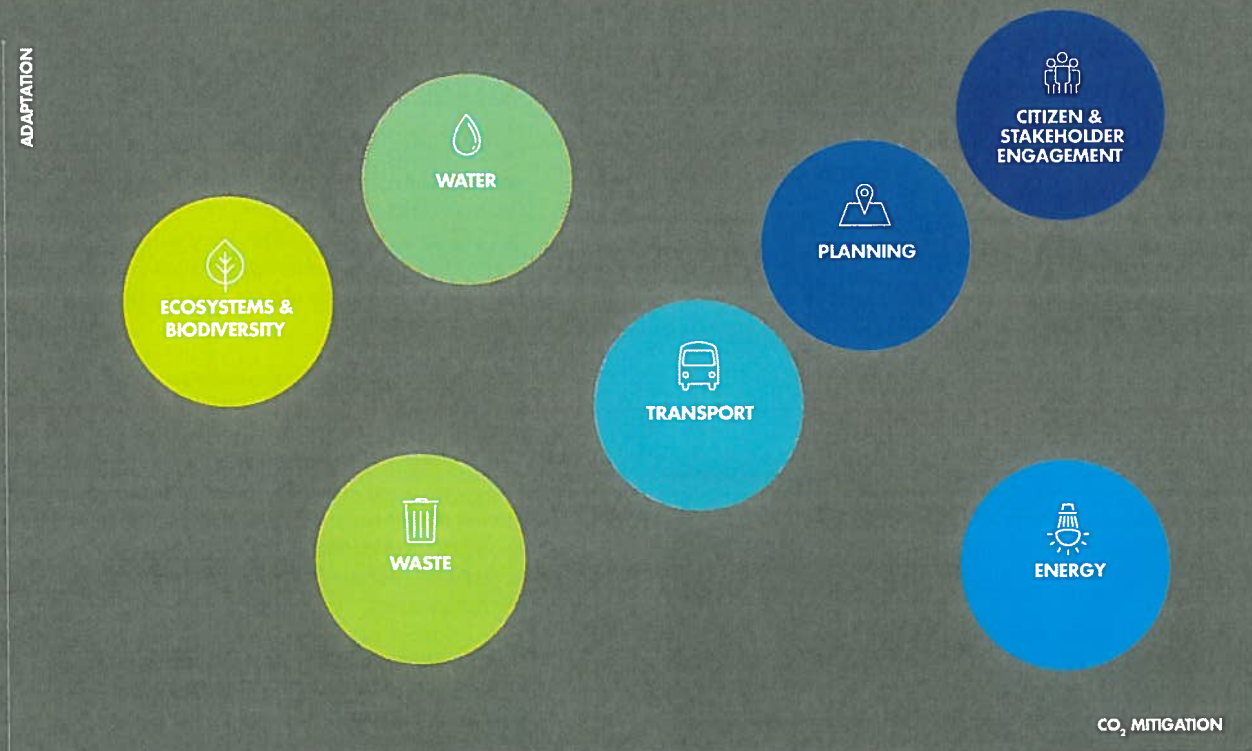 ADAPTATION
CITIZEN &
STAKEHOLDER
ENGAGEMENT
WATER
PLANNING
ECOSYSTEMS &
BIODIVERSITY
TRANSPORT
WASTE
ENERGY
CO₂ MITIGATION